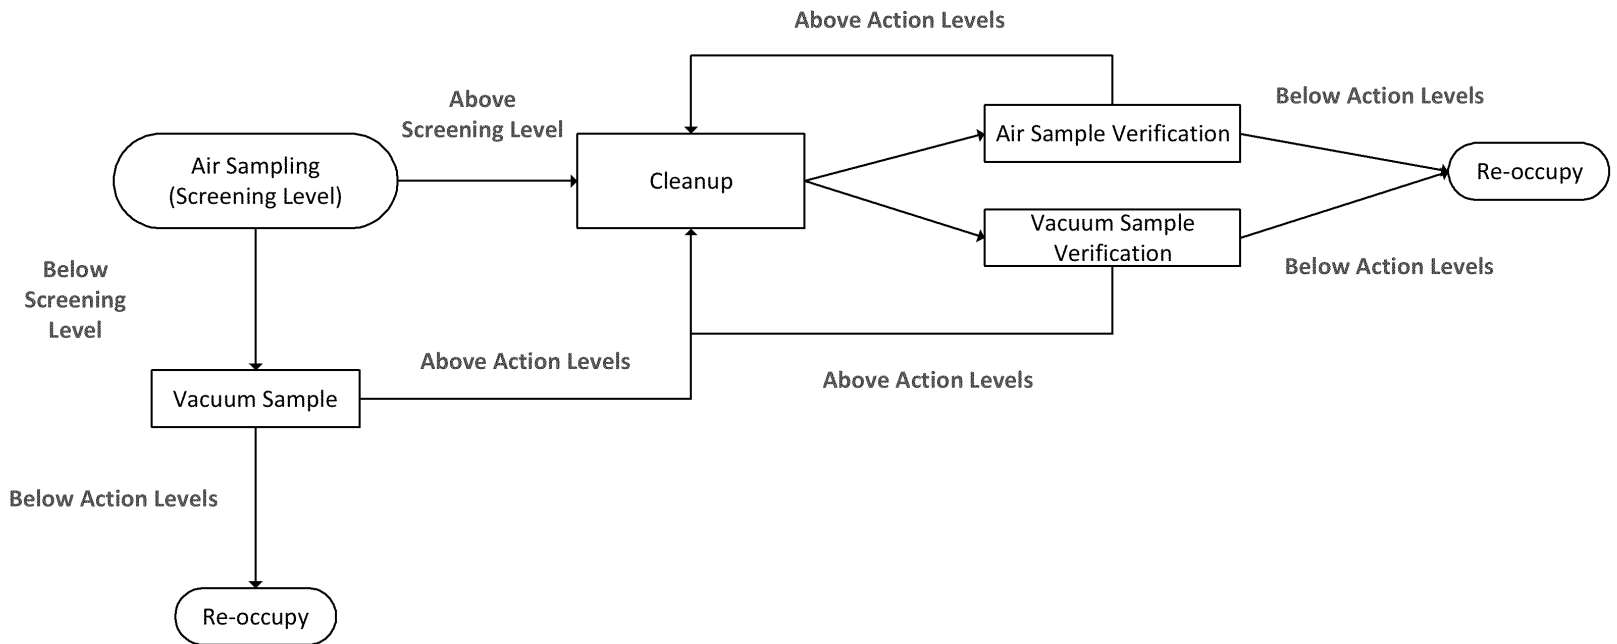 Above Action Levels
Above
Screening Level
Below Action Levels
Air Sampling
(Screening Level)
Cleanup
Air Sample Verification
Re-occupy
Vacuum Sample
Verification
Below
Screening
Level
Below Action Levels
Above Action Levels
Above Action Levels
Vacuum Sample
Below Action Levels
Re-occupy